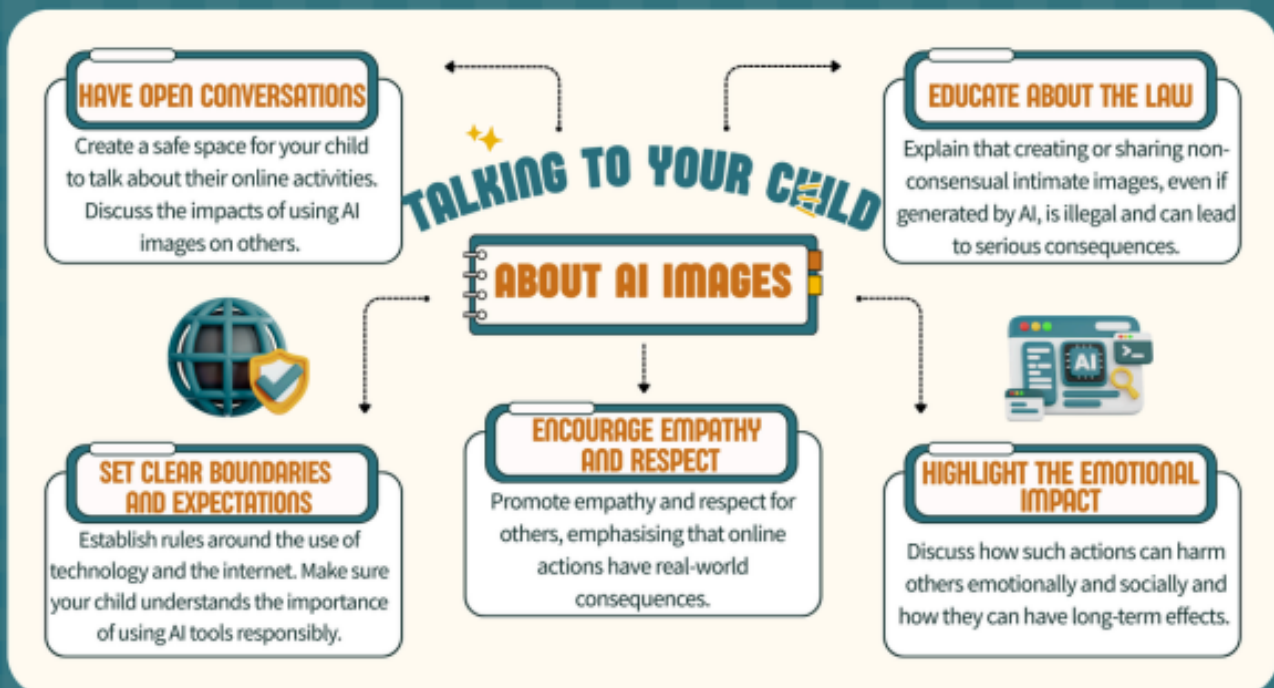 TALKING TO YOUR CHILD
ABOUT AI IMAGES
HAVE OPEN CONVERSATIONS
Create a safe space for your child
to talk about their online activities.
Discuss the impacts of using AI
images on others.
EDUCATE ABOUT THE LAW
Explain that creating or sharing non-
consensual intimate images, even if
generated by AI, is illegal and can lead
to serious consequences.
SET CLEAR BOUNDARIES
AND EXPECTATIONS
Establish rules around the use of
technology and the internet. Make sure
your child understands the importance
of using AI tools responsibly.
ENCOURAGE EMPATHY
AND RESPECT
Promote empathy and respect for
others, emphasising that online
actions have real-world
consequences.
AI
HIGHLIGHT THE EMOTIONAL
IMPACT
Discuss how such actions can harm
others emotionally and socially and
how they can have long-term effects.